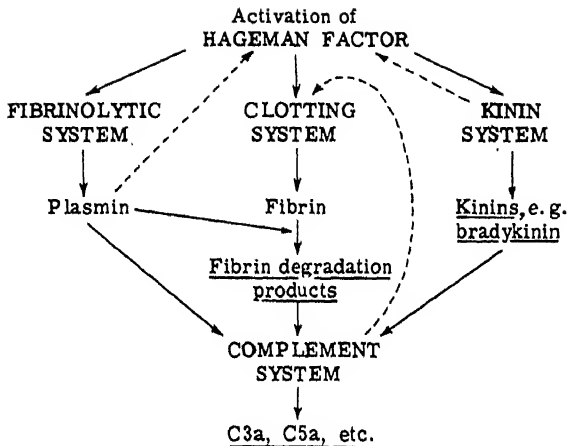 Activation of
HAGEMAN FACTOR
FIBRINOLYTIC
SYSTEM
CLOTTING
SYSTEM
KININ
SYSTEM
Plasmin
Fibrin
Kinins, e.g.
bradykinin
Fibrin degradation
products
COMPLEMENT
SYSTEM
C3a, C5a, etc.